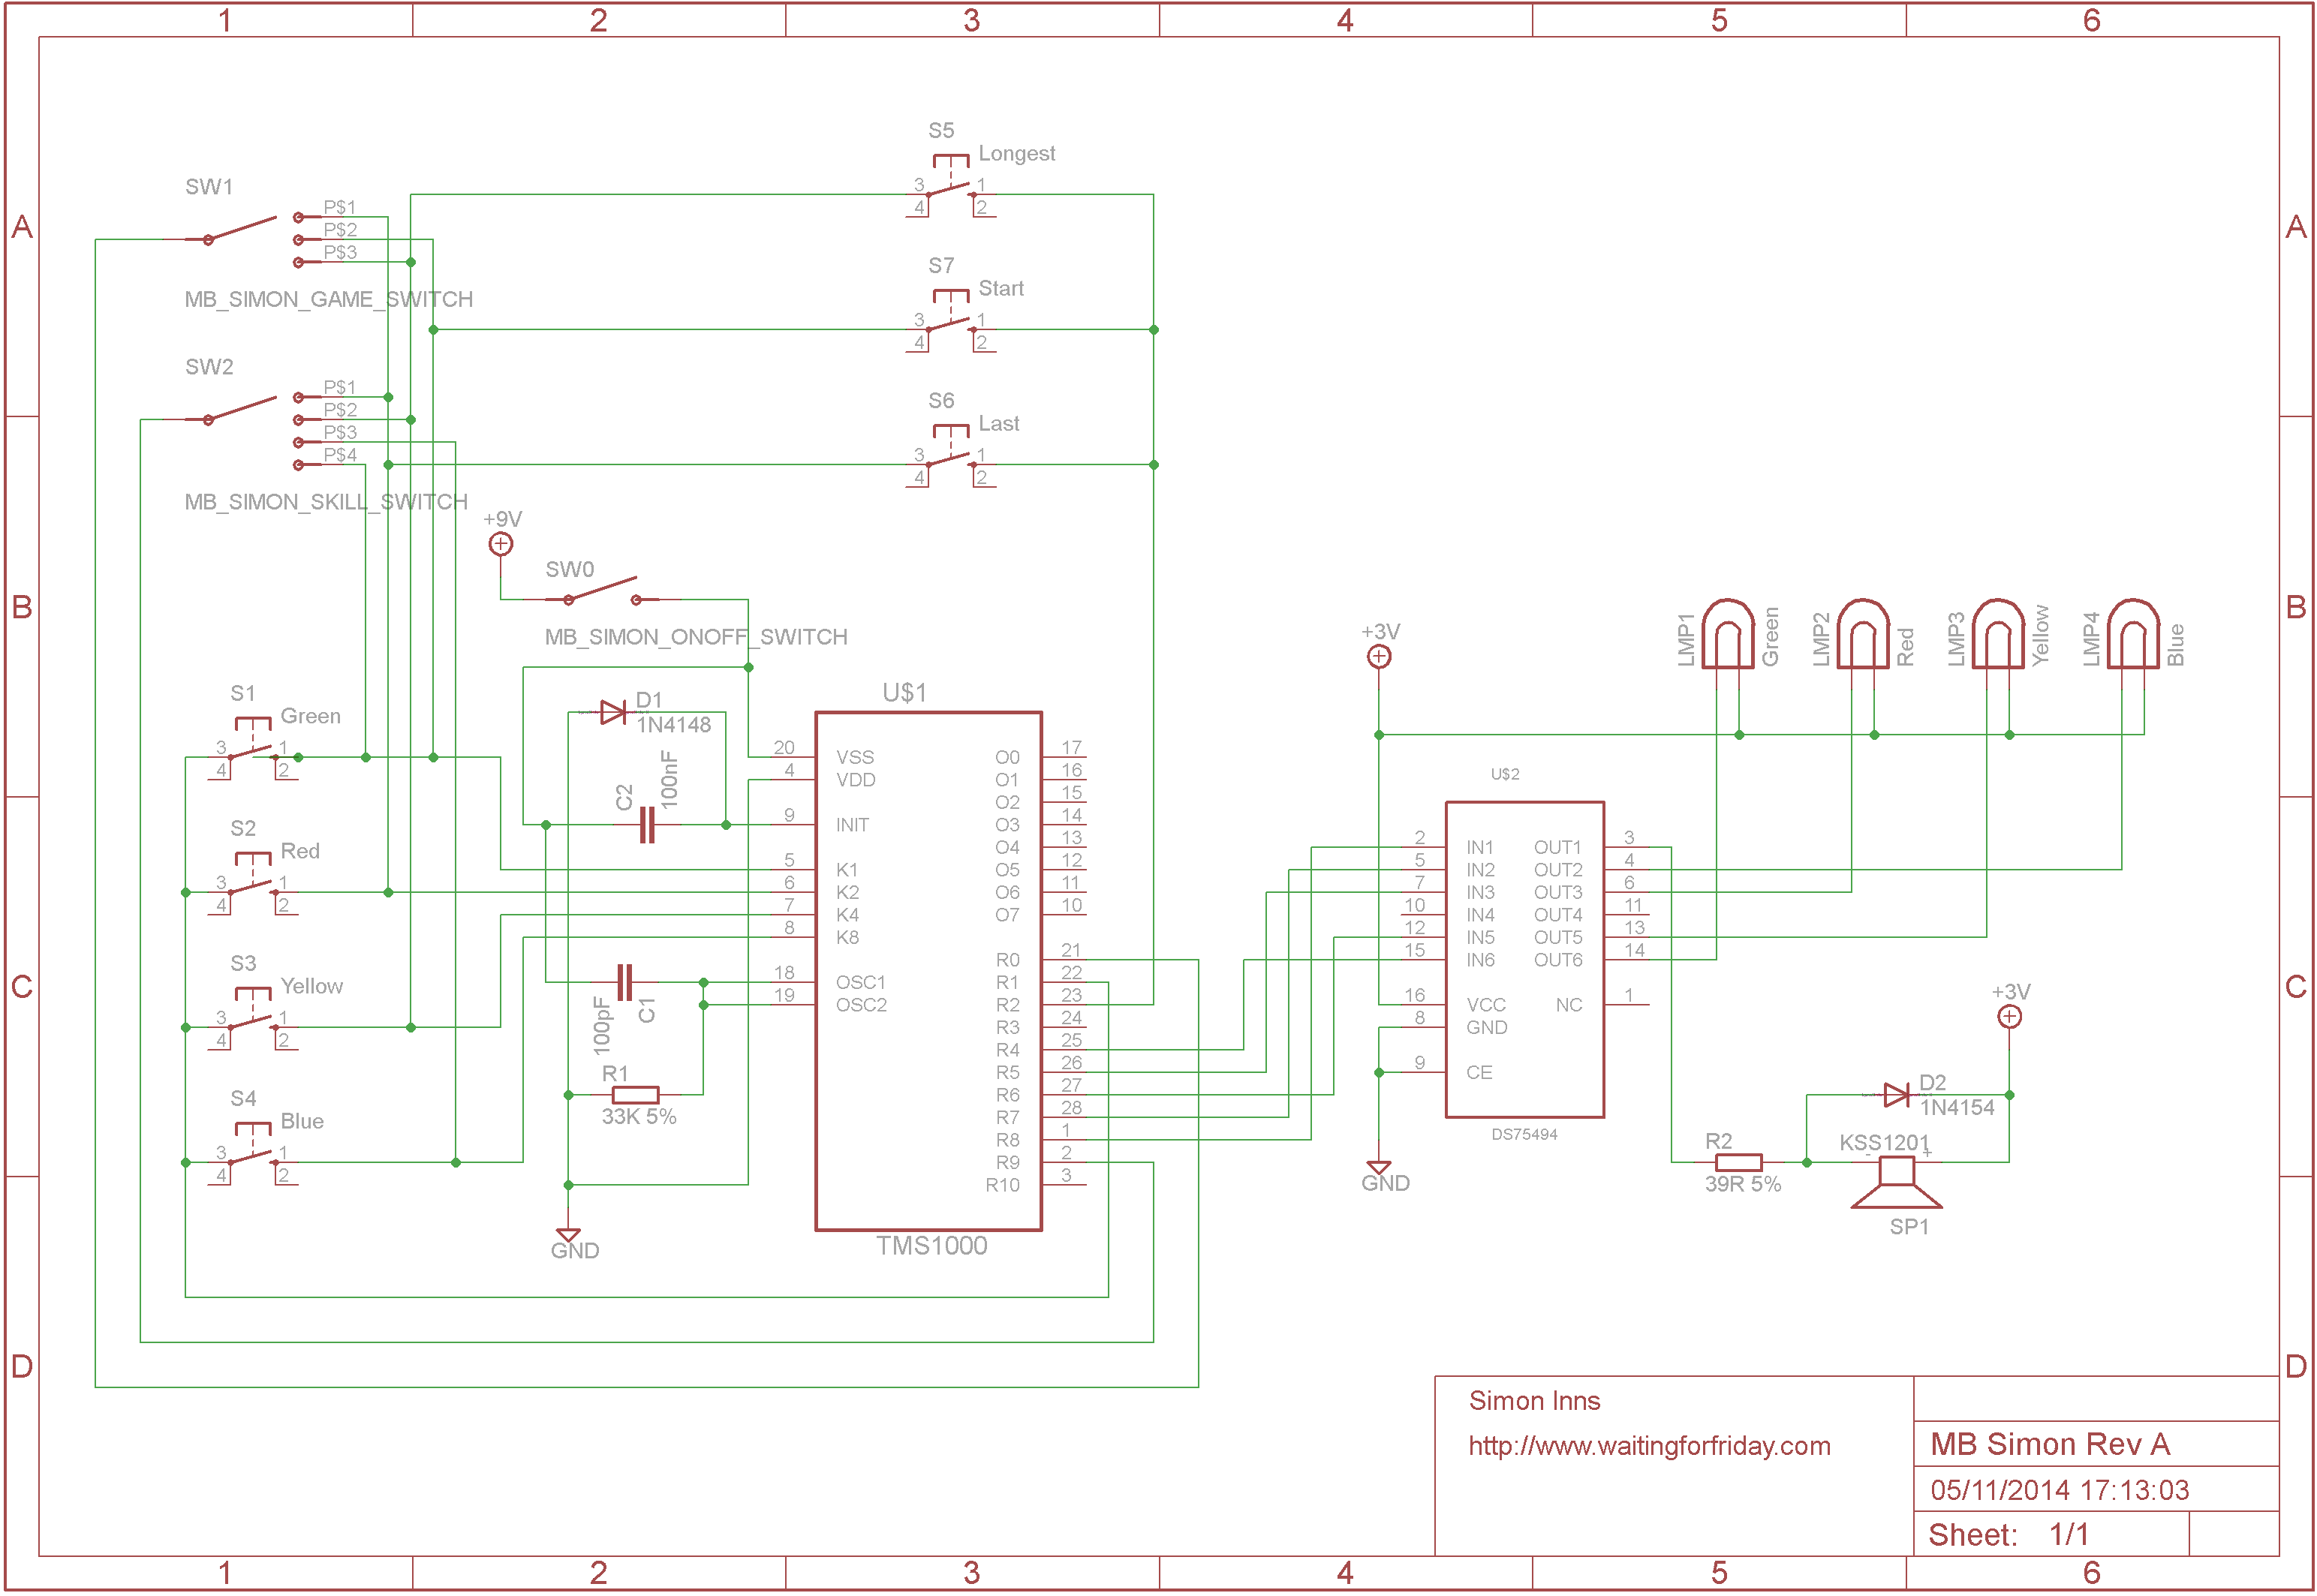 1 2 3 4 5 6
A A
B B
C C
D D
S5
Longest
3 1
4 2
SW1
P$1
P$2
P$3
MB_SIMON_GAME_SWITCH
S7
Start
3 1
4 2
SW2
P$1
P$2
P$3
P$4
MB_SIMON_SKILL_SWITCH
S6
Last
3 1
4 2
+9V
SW0
MB_SIMON_ONOFF_SWITCH
S1
Green
3 1
4 2
S2
Red
3 1
4 2
S3
Yellow
3 1
4 2
S4
Blue
3 1
4 2
D1
1N4148
C2
100nF
100pF
C1
R1
33K 5%
GND
U$1
20 VSS
4 VDD
9 INIT
5 K1
6 K2
7 K4
8 K8
18 OSC1
19 OSC2
O0 17
O1 16
O2 15
O3 14
O4 13
O5 12
O6 11
O7 10
R0 21
R1 22
R2 23
R3 24
R4 25
R5 26
R6 27
R7 28
R8 1
R9 2
R10 3
TMS1000
+3V
LMP1
Green
LMP2
Red
LMP3
Yellow
LMP4
Blue
U$2
2 IN1 OUT1 3
5 IN2 OUT2 4
7 IN3 OUT3 6
10 IN4 OUT4 11
12 IN5 OUT5 13
15 IN6 OUT6 14
16 VCC NC 1
8 GND
9 CE
DS75494
GND
+3V
D2
1N4154
R2
39R 5%
KSS1201
- +
SP1
Simon Inns
http://www.waitingforfriday.com
MB Simon Rev A
05/11/2014 17:13:03
Sheet: 1/1
1 2 3 4 5 6